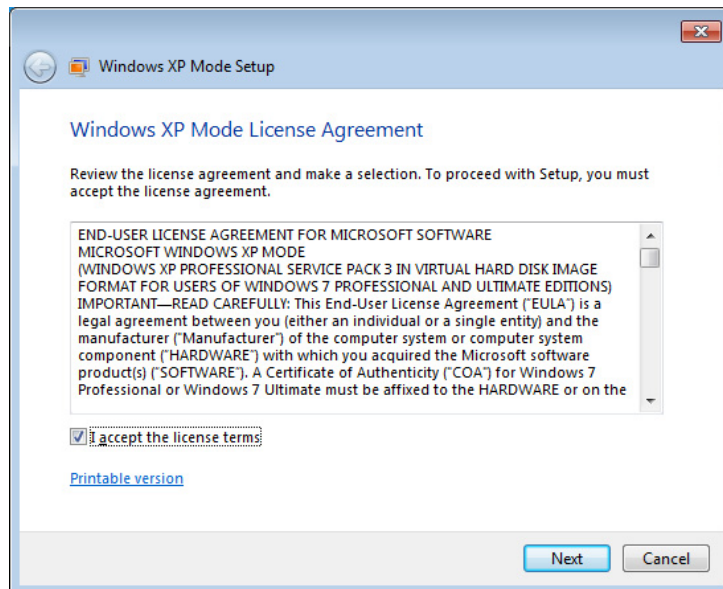 Windows XP Mode Setup
Windows XP Mode License Agreement
Review the license agreement and make a selection. To proceed with Setup, you must
accept the license agreement.
END-USER LICENSE AGREEMENT FOR MICROSOFT SOFTWARE
MICROSOFT WINDOWS XP MODE
(WINDOWS XP PROFESSIONAL SERVICE PACK 3 IN VIRTUAL HARD DISK IMAGE
FORMAT FOR USERS OF WINDOWS 7 PROFESSIONAL AND ULTIMATE EDITIONS)
IMPORTANT—READ CAREFULLY: This End-User License Agreement ("EULA") is a
legal agreement between you (either an individual or a single entity) and the
manufacturer ("Manufacturer") of the computer system or computer system
component ("HARDWARE") with which you acquired the Microsoft software
product(s) ("SOFTWARE"). A Certificate of Authenticity ("COA") for Windows 7
Professional or Windows 7 Ultimate must be affixed to the HARDWARE or on the
I accept the license terms
Printable version
Next Cancel